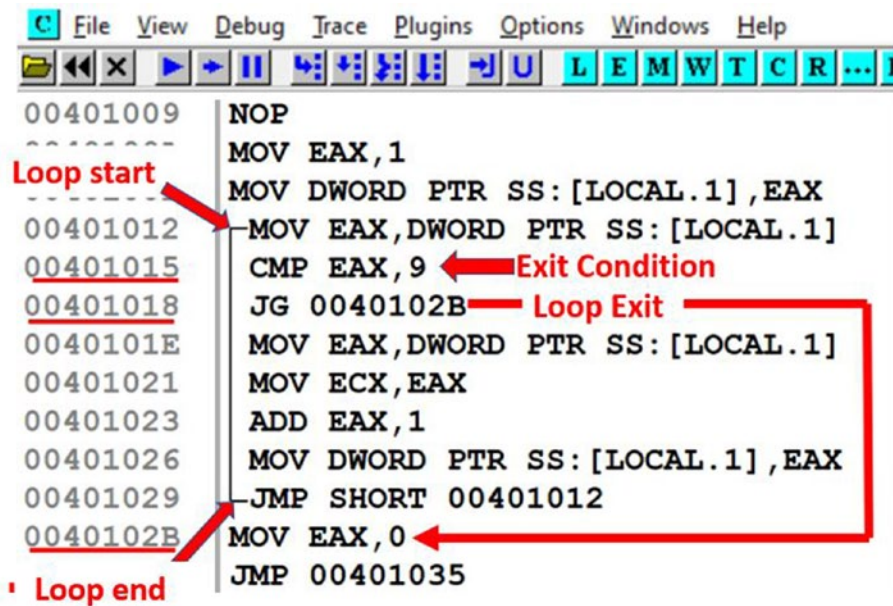 C File View Debug Trace Plugins Options Windows Help
L E M W T C R ...
00401009 NOP
MOV EAX,1
Loop start
MOV DWORD PTR SS:[LOCAL.1],EAX
00401012 MOV EAX,DWORD PTR SS:[LOCAL.1]
00401015 CMP EAX,9 Exit Condition
00401018 JG 0040102B Loop Exit
0040101E MOV EAX,DWORD PTR SS:[LOCAL.1]
00401021 MOV ECX,EAX
00401023 ADD EAX,1
00401026 MOV DWORD PTR SS:[LOCAL.1],EAX
00401029 JMP SHORT 00401012
0040102B MOV EAX,0
JMP 00401035
Loop end